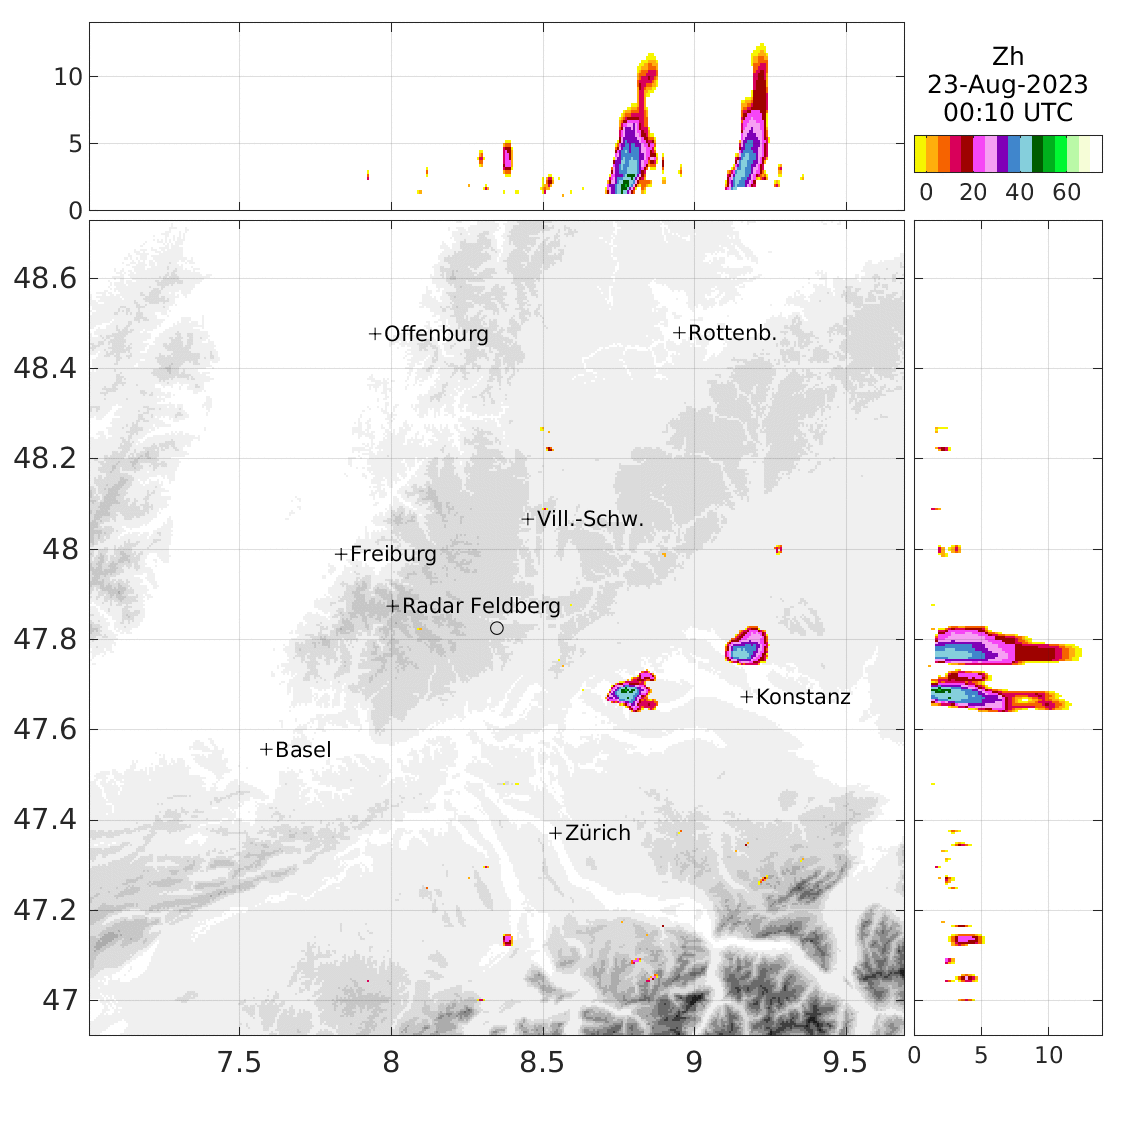 10
5
0
Zh
23-Aug-2023
00:10 UTC
0 20 40 60
48.6
48.4
48.2
48
47.8
47.6
47.4
47.2
47
Offenburg
Rottenb.
Vill.-Schw.
Freiburg
Radar Feldberg
Konstanz
Basel
Zürich
7.5 8 8.5 9 9.5
0 5 10